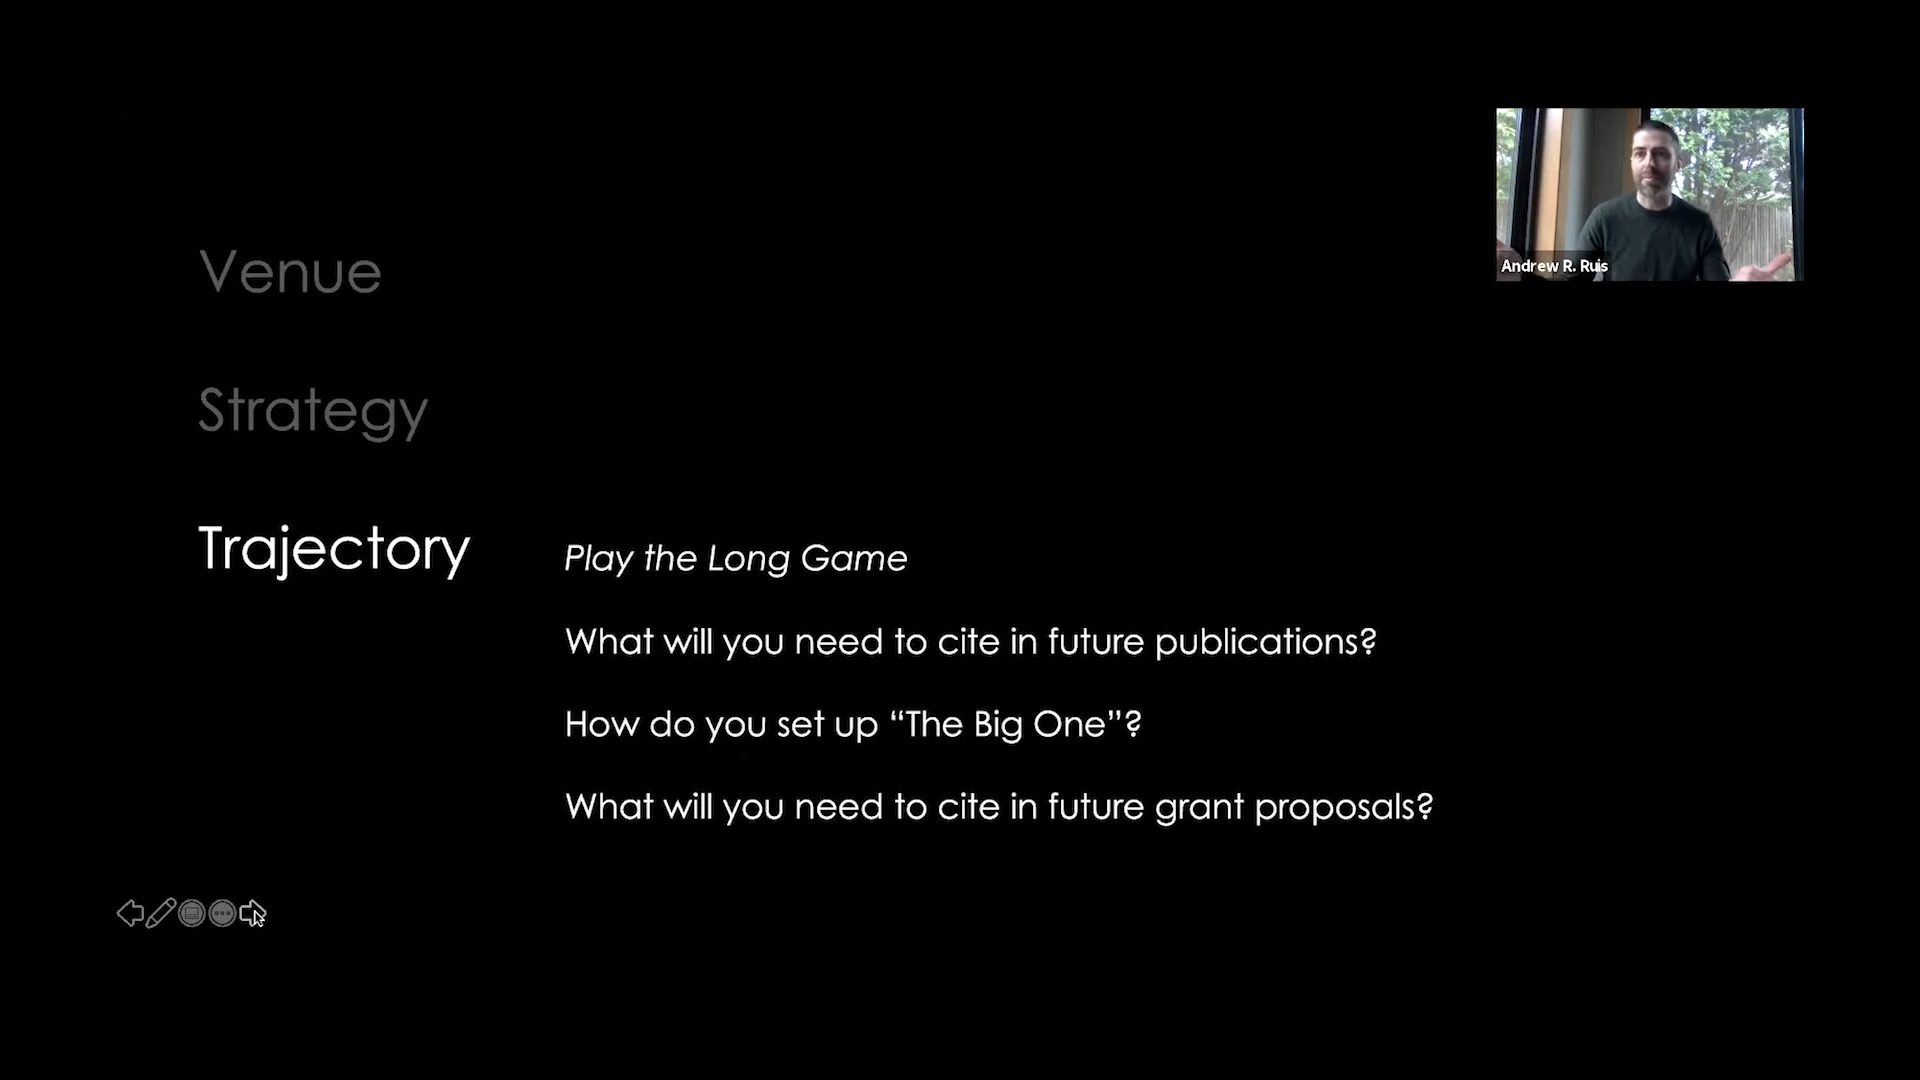 Andrew R. Ruis
Venue
Strategy
Trajectory
Play the Long Game
What will you need to cite in future publications?
How do you set up “The Big One”?
What will you need to cite in future grant proposals?